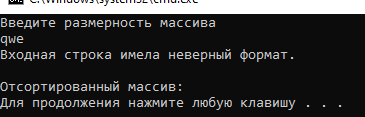 C:\Windows\system32\cmd.exe
Введите размерность массива
qwe
Входная строка имела неверный формат.
Отсортированный массив:
Для продолжения нажмите любую клавишу . . .